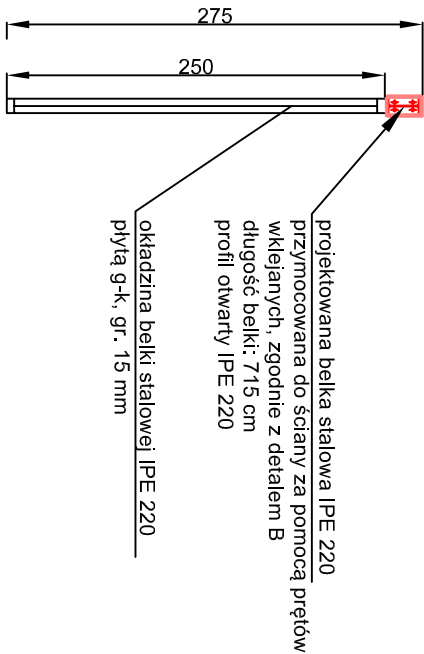 275
250
projektowana belka stalowa IPE 220
przymocowana do ściany za pomocą prętów
wklejanych, zgodnie z detalem B
długość belki: 715 cm
profil otwarty IPE 220
okładzina belki stalowej IPE 220
płytą g-k, gr. 15 mm